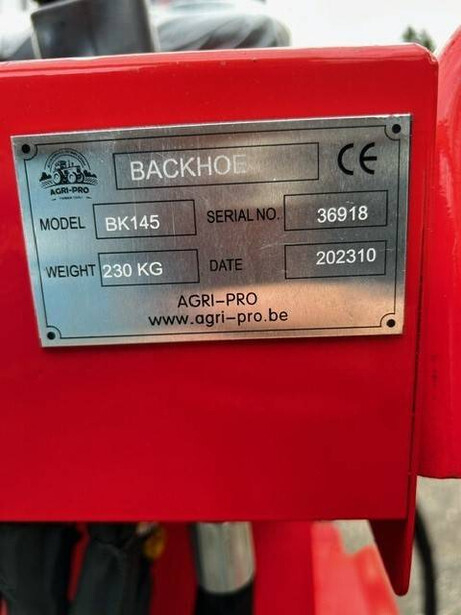 BACKHOE
CE
AGRI-PRO
MODEL BK145 SERIAL NO. 36918
WEIGHT 230 KG DATE 202310
AGRI-PRO
www.agri-pro.be